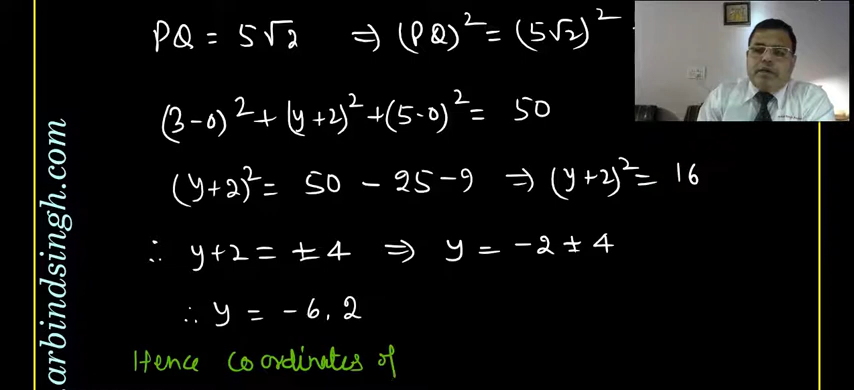 PQ = 5√2 ⇒ (PQ)² = (5√2)²
(3-0)² + (y+2)² + (5-0)² = 50
(y+2)² = 50 - 25 - 9 ⇒ (y+2)² = 16
∴ y+2 = ±4 ⇒ y = -2 ± 4
∴ y = -6, 2
Hence coordinates of
arbindsingh.com